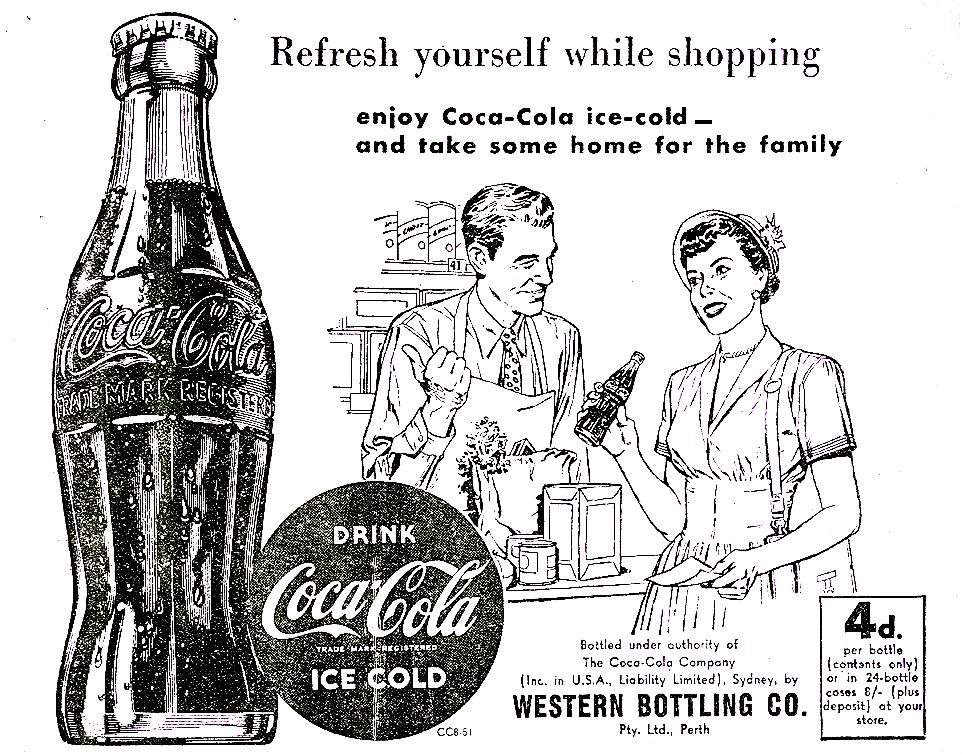 Refresh yourself while shopping
enjoy Coca-Cola ice-cold —
and take some home for the family
41
Coca-Cola
TRADE MARK REGISTERED
DRINK
Coca-Cola
TRADE MARK REGISTERED
ICE COLD
CC8-51
Bottled under authority of
The Coca-Cola Company
(Inc. in U.S.A., Liability Limited), Sydney, by
WESTERN BOTTLING CO.
Pty. Ltd., Perth
4d.
per bottle
(contents only)
or in 24-bottle
cases 8/- (plus
deposit) at your
store.